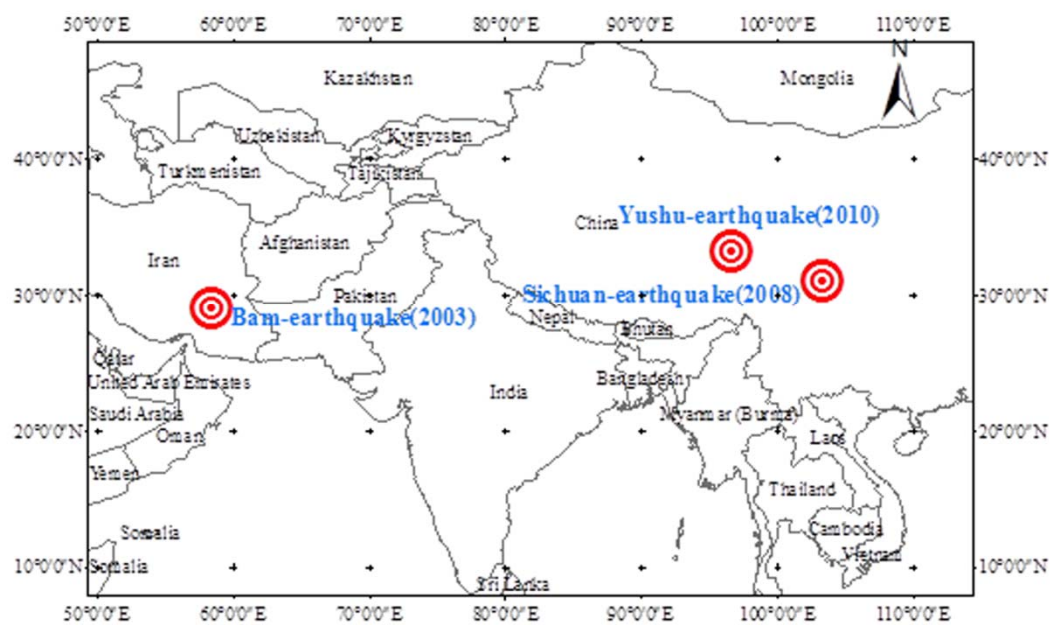 50°0'0"E 60°0'0"E 70°0'0"E 80°0'0"E 90°0'0"E 100°0'0"E 110°0'0"E
N
Kazakhstan
Mongolia
Uzbekistan
Kyrgyzstan
40°0'0"N
40°0'0"N
Turkmenistan
Tajikistan
China
Yushu-earthquake(2010)
Afghanistan
Iran
30°0'0"N
Pakistan
Sichuan-earthquake(2008)
30°0'0"N
Bam-earthquake(2003)
Nepal
Bhutan
Qatar
United Arab Emirates
Bangladesh
India
Saudi Arabia
Myanmar (Burma)
20°0'0"N
Oman
Laos
20°0'0"N
Yemen
Thailand
Somalia
Cambodia
Vietnam
10°0'0"N
Somalia
Sri Lanka
10°0'0"N
50°0'0"E 60°0'0"E 70°0'0"E 80°0'0"E 90°0'0"E 100°0'0"E 110°0'0"E